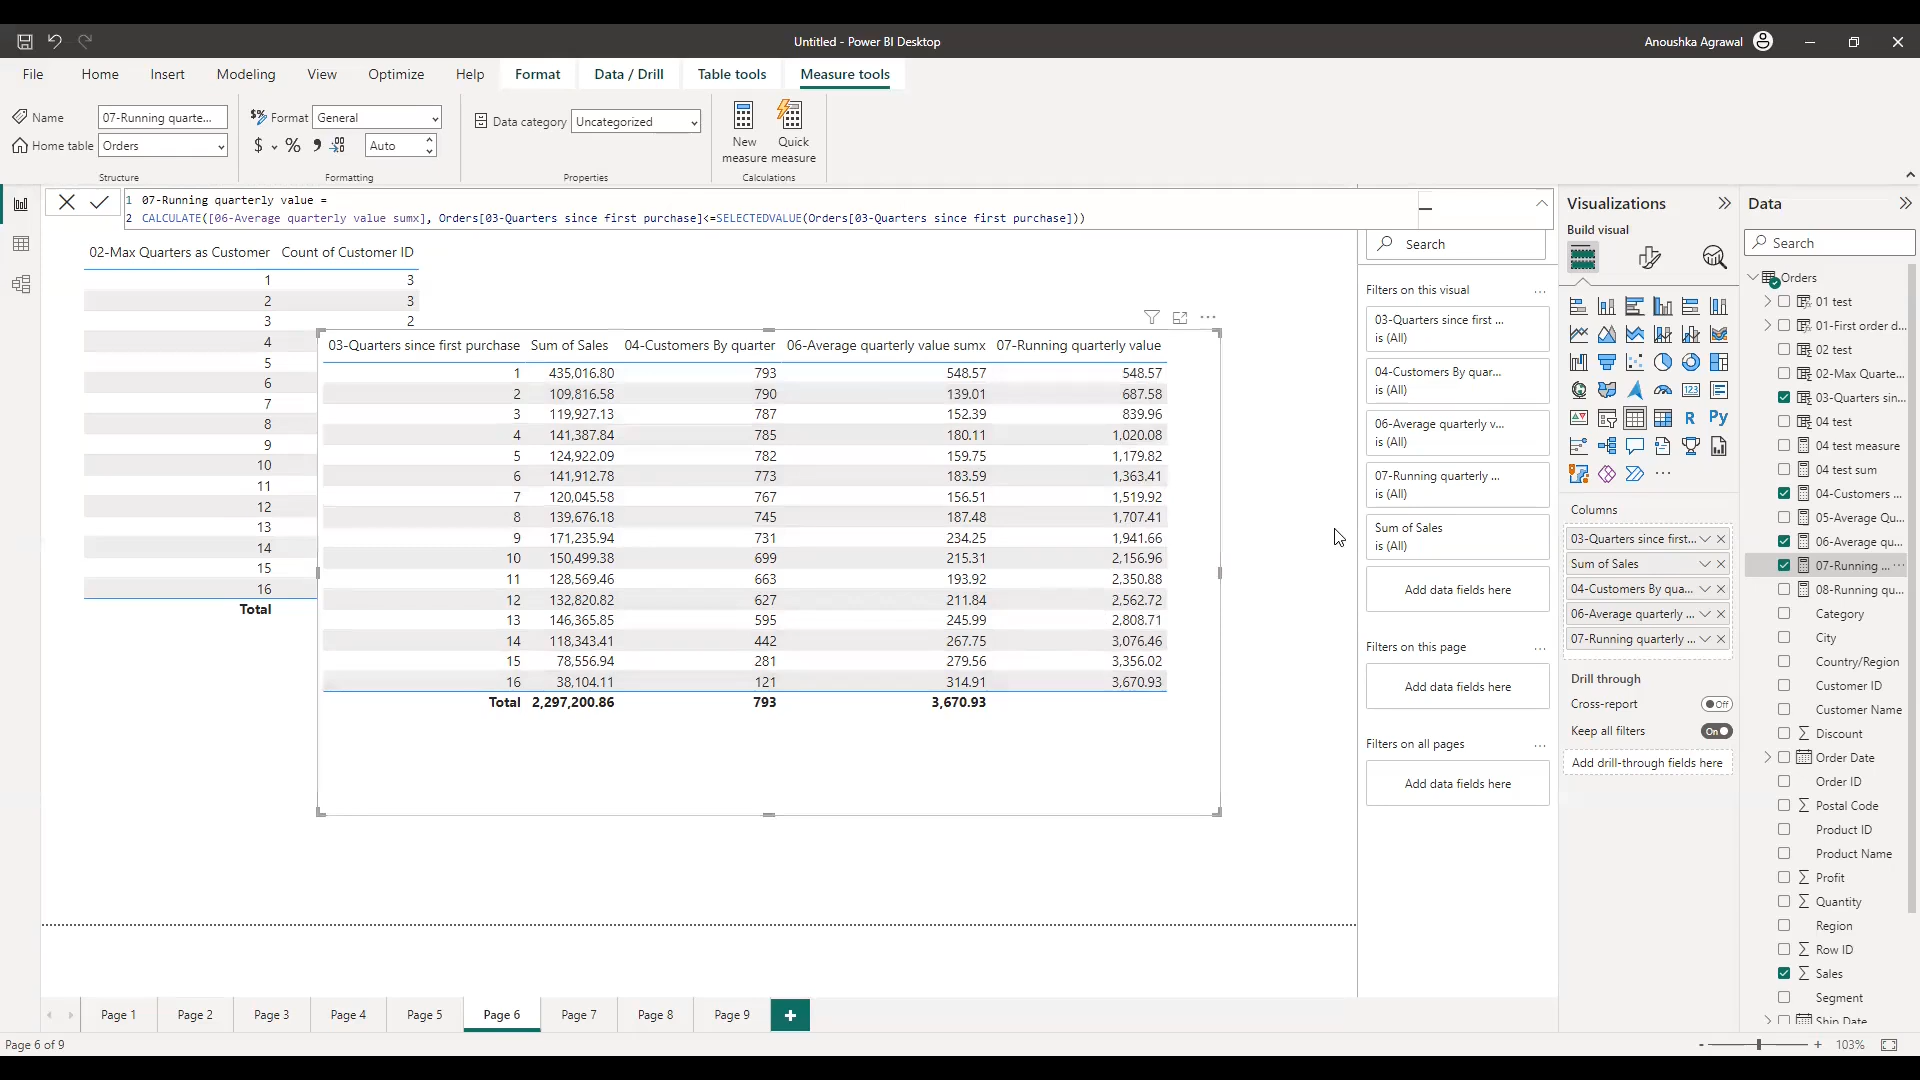 Untitled - Power BI Desktop
Anoushka Agrawal
File Home Insert Modeling View Optimize Help Format Data / Drill Table tools Measure tools
Name 07-Running quarte...
Home table Orders
Structure
Format General
$ % Auto
Formatting
Data category Uncategorized
Properties
New measure
Quick measure
Calculations
1 07-Running quarterly value =
2 CALCULATE([06-Average quarterly value sumx], Orders[03-Quarters since first purchase]<=SELECTEDVALUE(Orders[03-Quarters since first purchase]))
02-Max Quarters as Customer Count of Customer ID
1 3
2 3
3 2
4
5
6
7
8
9
10
11
12
13
14
15
16
Total
03-Quarters since first purchase Sum of Sales 04-Customers By quarter 06-Average quarterly value sumx 07-Running quarterly value
1 435,016.80 793 548.57 548.57
2 109,816.58 790 139.01 687.58
3 119,927.13 787 152.39 839.96
4 141,387.84 785 180.11 1,020.08
5 124,922.09 782 159.75 1,179.82
6 141,912.78 773 183.59 1,363.41
7 120,045.58 767 156.51 1,519.92
8 139,676.18 745 187.48 1,707.41
9 171,235.94 731 234.25 1,941.66
10 150,499.38 699 215.31 2,156.96
11 128,569.46 663 193.92 2,350.88
12 132,820.82 627 211.84 2,562.72
13 146,365.85 595 245.99 2,808.71
14 118,343.41 442 267.75 3,076.46
15 78,556.94 281 279.56 3,356.02
16 38,104.11 121 314.91 3,670.93
Total 2,297,200.86 793 3,670.93
Search
Filters on this visual ...
03-Quarters since first ...
is (All)
04-Customers By quar...
is (All)
06-Average quarterly v...
is (All)
07-Running quarterly ...
is (All)
Sum of Sales
is (All)
Add data fields here
Filters on this page ...
Add data fields here
Filters on all pages ...
Add data fields here
Visualizations
Build visual
123
R Py
...
Columns
03-Quarters since first...
Sum of Sales
04-Customers By qua...
06-Average quarterly ...
07-Running quarterly ...
Drill through
Cross-report Off
Keep all filters On
Add drill-through fields here
Data
Search
Orders
01 test
01-First order d...
02 test
02-Max Quarte...
03-Quarters sin...
04 test
04 test measure
04 test sum
04-Customers ...
05-Average Qu...
06-Average qu...
07-Running ... ...
08-Running qu...
Category
City
Country/Region
Customer ID
Customer Name
Discount
Order Date
Order ID
Postal Code
Product ID
Product Name
Profit
Quantity
Region
Row ID
Sales
Segment
Ship Date
Page 1 Page 2 Page 3 Page 4 Page 5 Page 6 Page 7 Page 8 Page 9 +
Page 6 of 9
- + 103%